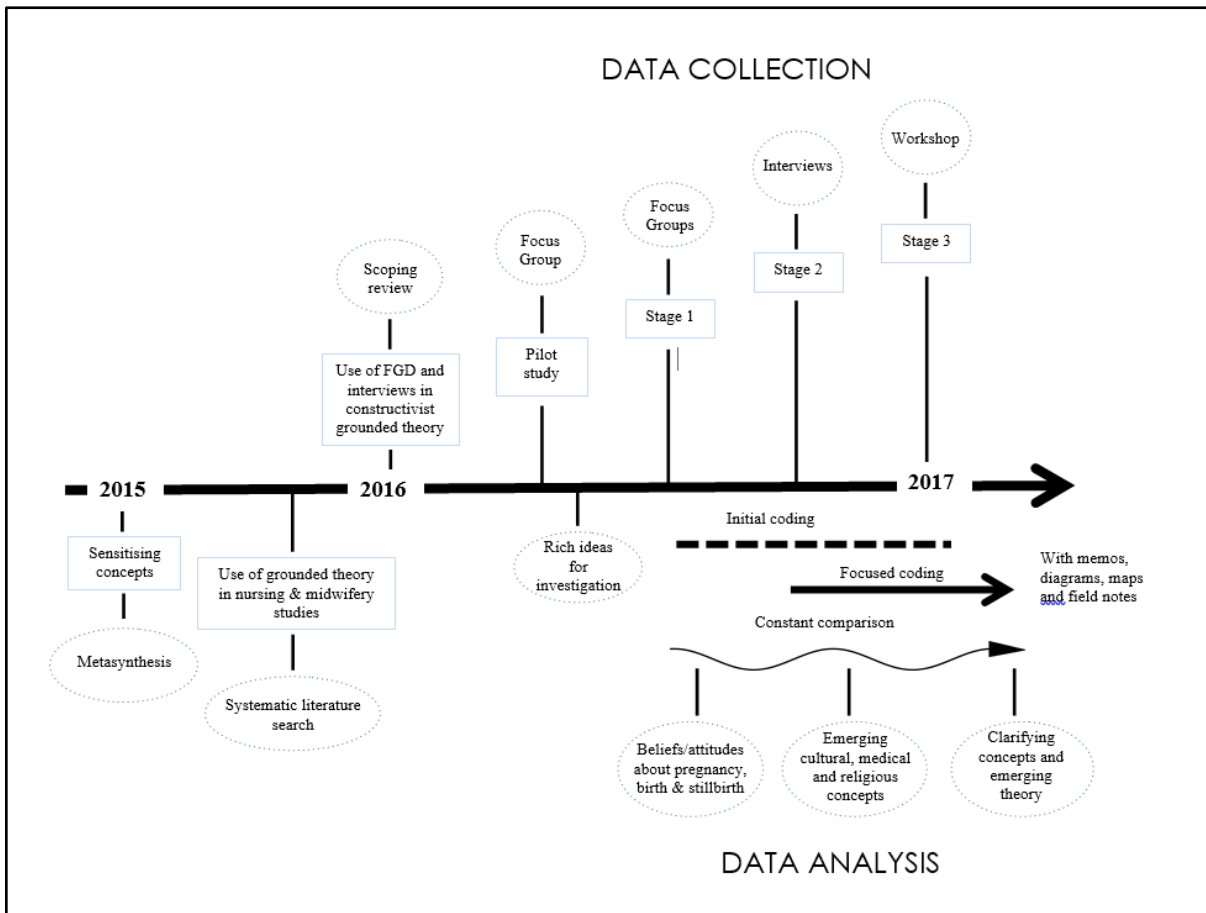 DATA COLLECTION
Workshop
Interviews
Focus
Groups
Focus
Group
Scoping
review
Stage 3
Stage 2
Stage 1
Pilot
study
Use of FGD and
interviews in
constructivist
grounded theory
2015
2016
2017
Sensitising
concepts
Metasynthesis
Use of grounded theory
in nursing & midwifery
studies
Systematic literature
search
Rich ideas for
investigation
Initial coding
Focused coding
With memos,
diagrams, maps
and field notes
Constant comparison
Beliefs/attitudes
about pregnancy,
birth & stillbirth
Emerging
cultural, medical
and religious
concepts
Clarifying
concepts and
emerging
theory
DATA ANALYSIS